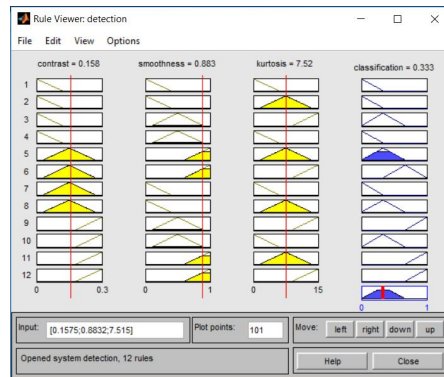 Rule Viewer: detection
File Edit View Options
contrast = 0.158 smoothness = 0.883 kurtosis = 7.52 classification = 0.333
1
2
3
4
5
6
7
8
9
10
11
12
0 0.3 0 1 0 15
0 1
Input: [0.1575;0.8832;7.515] Plot points: 101 Move: left right down up
Opened system detection, 12 rules Help Close